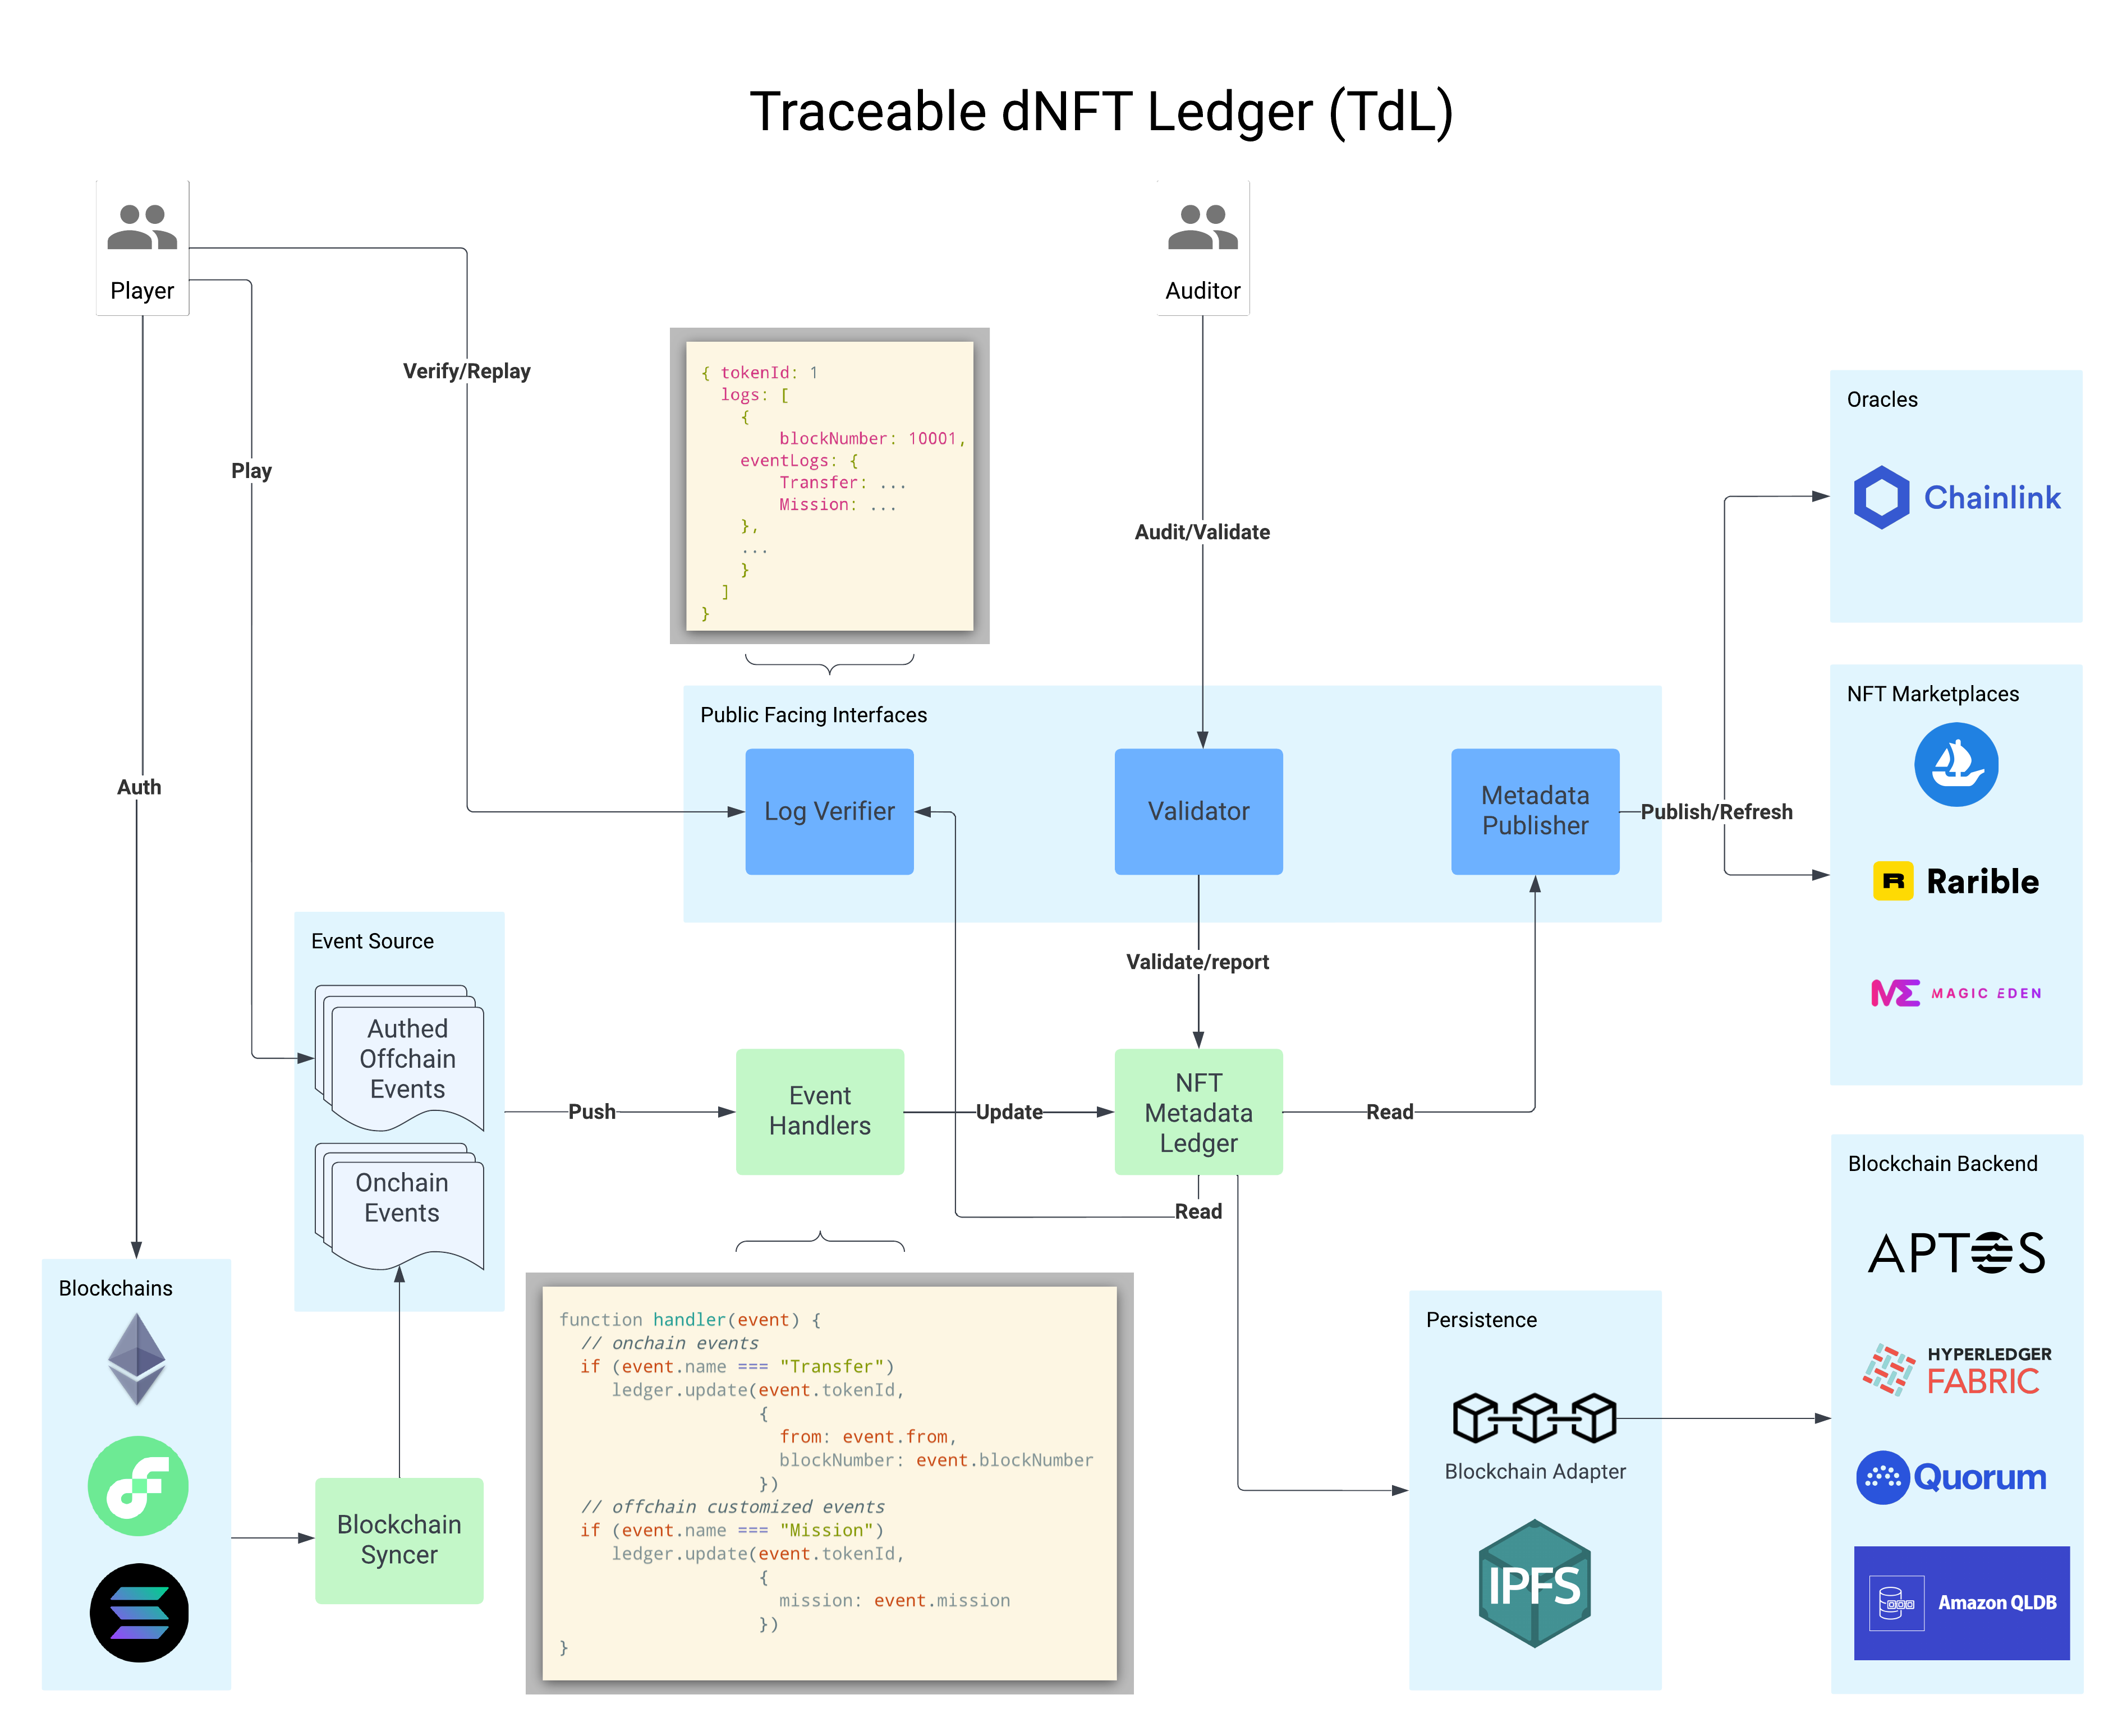 Traceable dNFT Ledger (TdL)
Player
Auditor
Verify/Replay
Play
Auth
{ tokenId: 1
logs: [
{
blockNumber: 10001,
eventLogs: {
Transfer: ...
Mission: ...
},
...
}
]
}
Audit/Validate
Oracles
Chainlink
Public Facing Interfaces
Log Verifier
Validator
Metadata
Publisher
Publish/Refresh
NFT Marketplaces
R Rarible
ME MAGIC EDEN
Event Source
Authed
Offchain
Events
Onchain
Events
Push
Event
Handlers
Update
Validate/report
NFT
Metadata
Ledger
Read
Read
Blockchains
Blockchain
Syncer
function handler(event) {
// onchain events
if (event.name === "Transfer")
ledger.update(event.tokenId,
{
from: event.from,
blockNumber: event.blockNumber
})
// offchain customized events
if (event.name === "Mission")
ledger.update(event.tokenId,
{
mission: event.mission
})
}
Persistence
Blockchain Adapter
IPFS
Blockchain Backend
APTOS
HYPERLEDGER
FABRIC
Quorum
Amazon QLDB